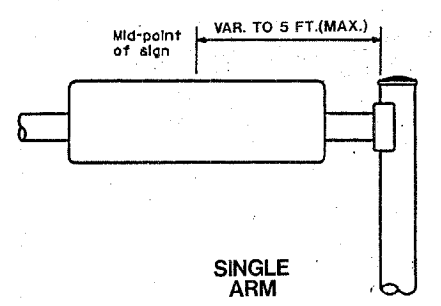 Mid-point
of sign
VAR. TO 5 FT.(MAX.)
SINGLE
ARM